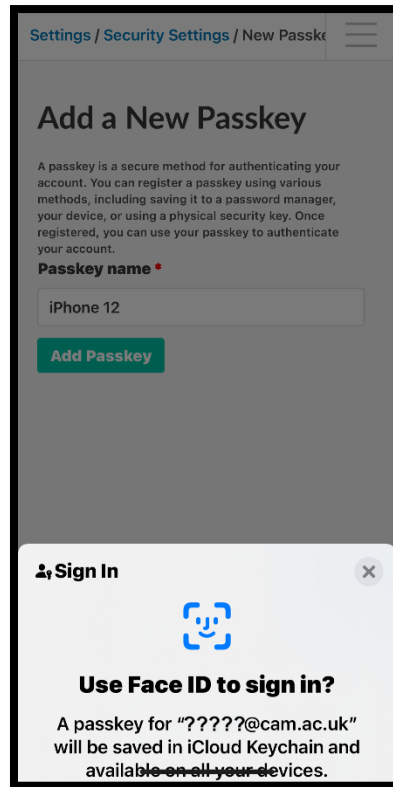 Settings / Security Settings / New Passke
Add a New Passkey
A passkey is a secure method for authenticating your
account. You can register a passkey using various
methods, including saving it to a password manager,
your device, or using a physical security key. Once
registered, you can use your passkey to authenticate
your account.
Passkey name *
iPhone 12
Add Passkey
Sign In
Use Face ID to sign in?
A passkey for “?????@cam.ac.uk”
will be saved in iCloud Keychain and
available on all your devices.